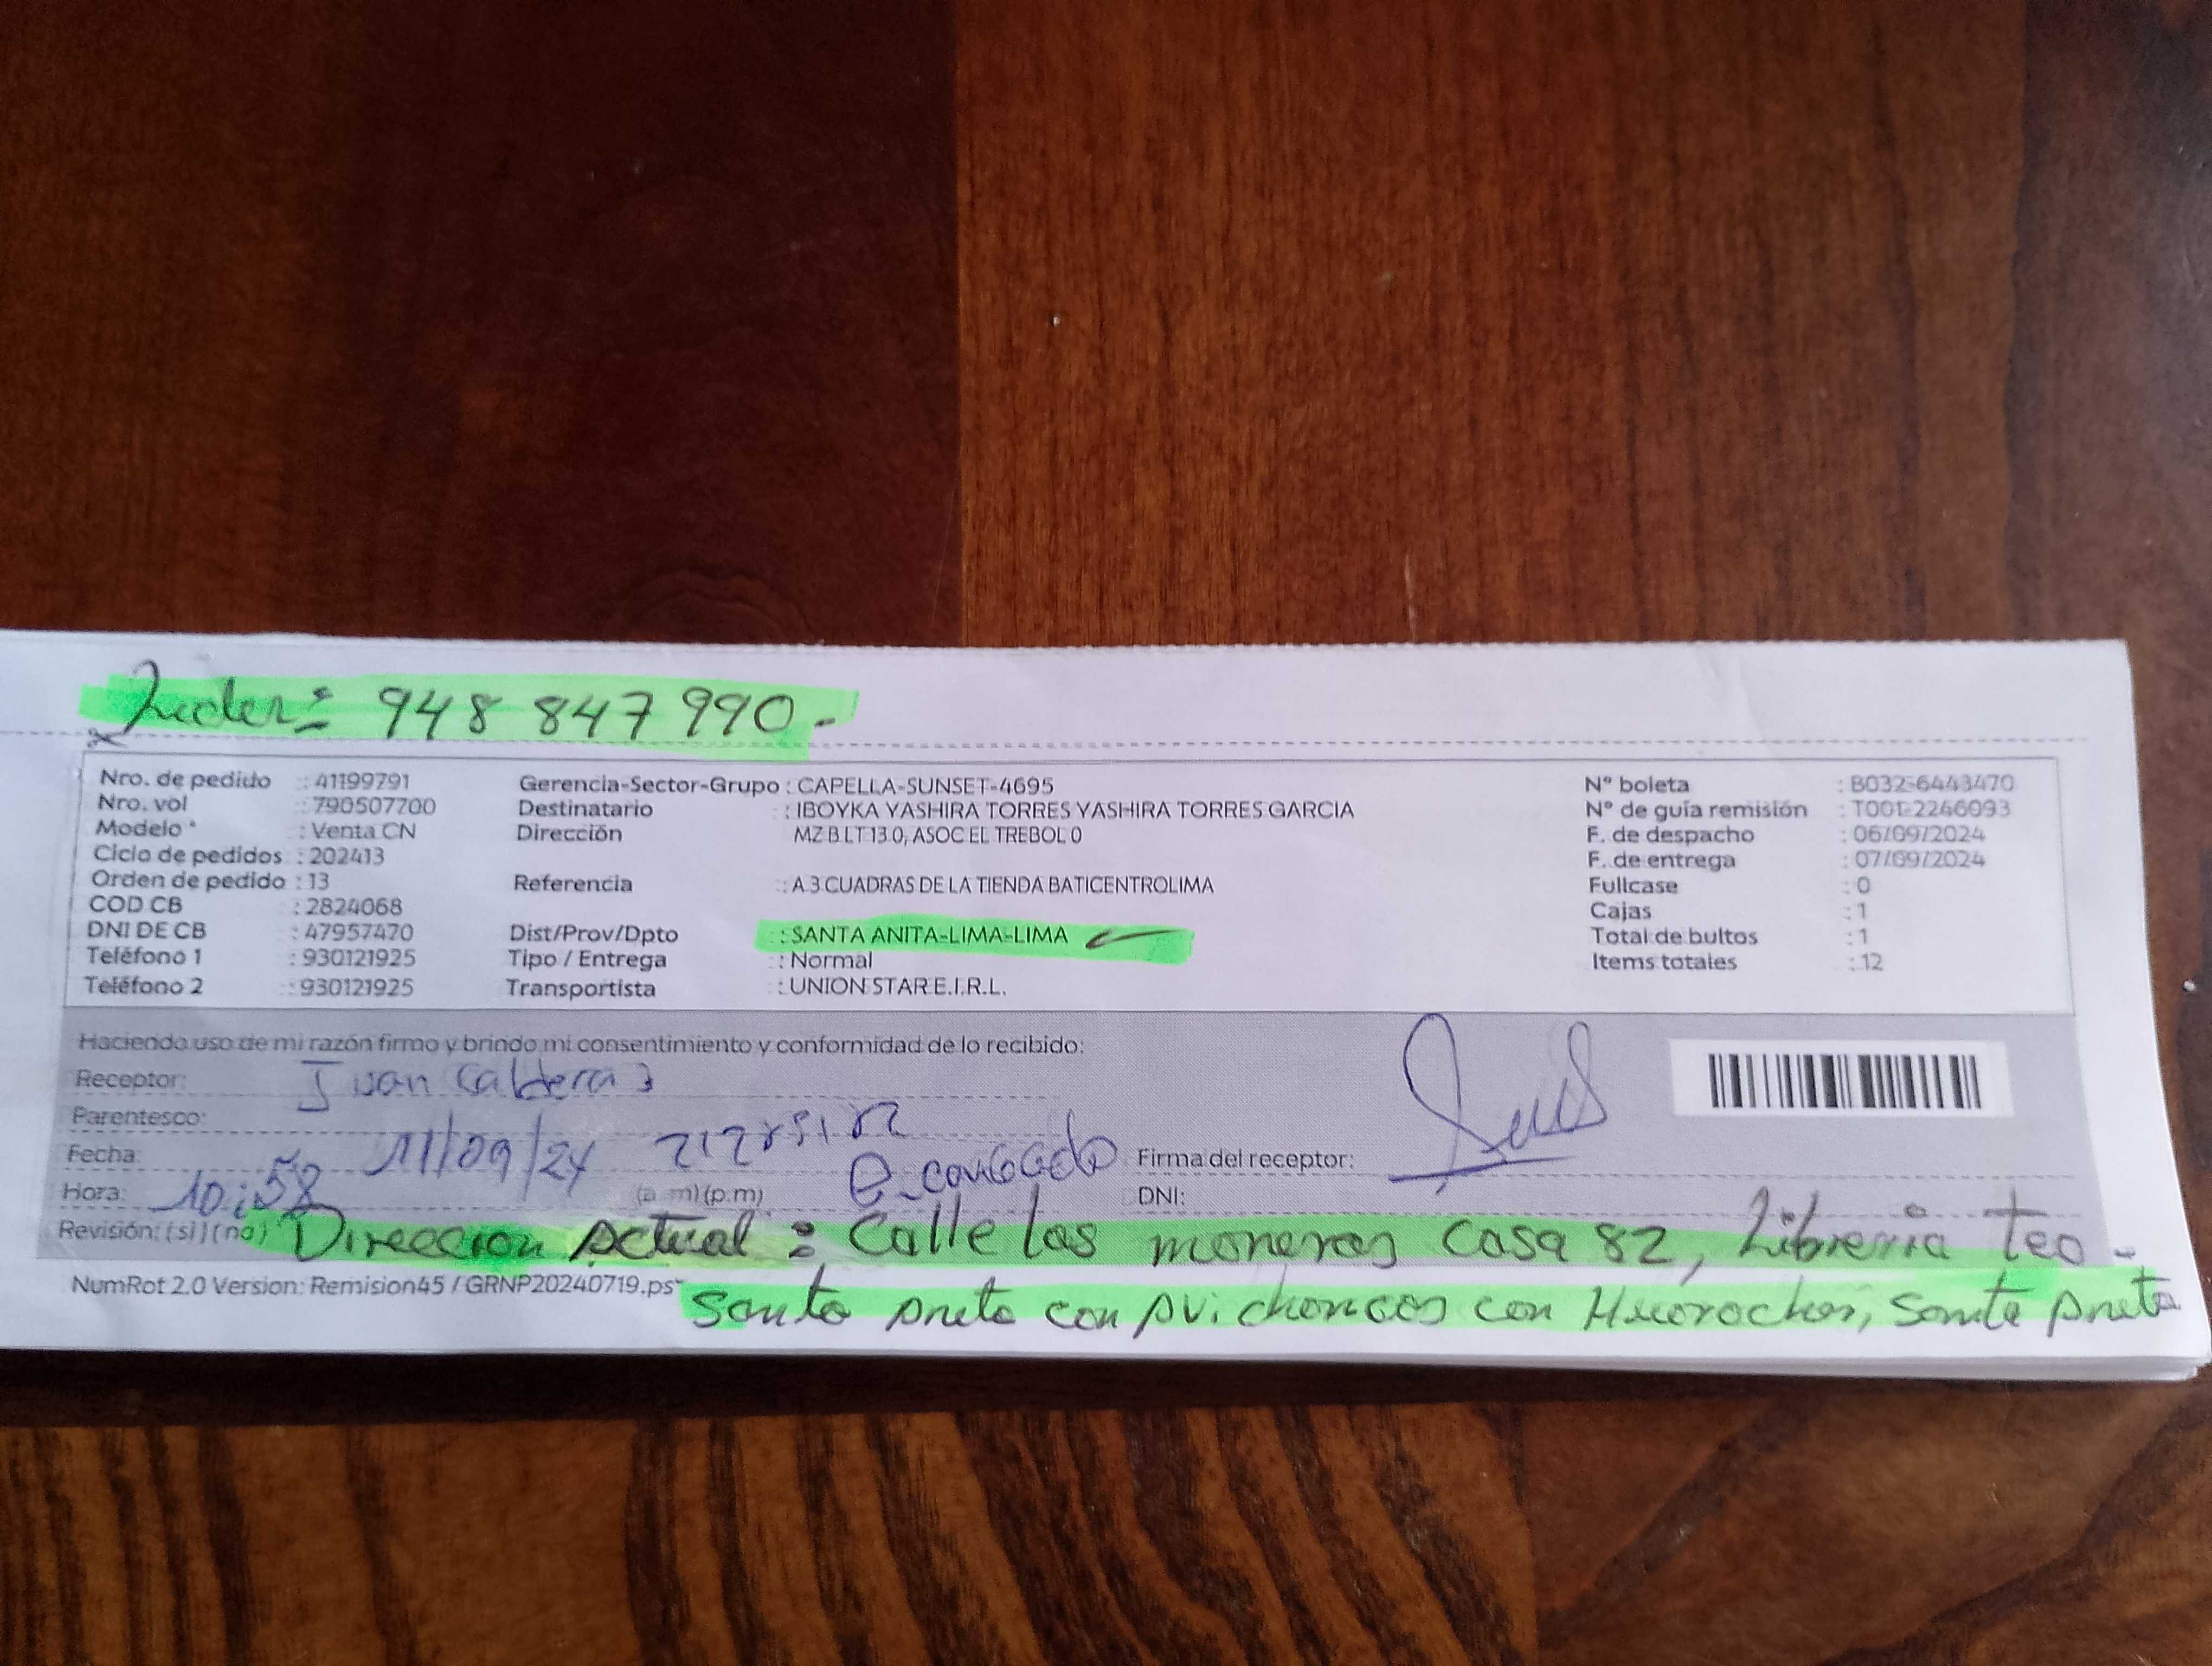 948 847 990.-
Nro. de pedido : 41199791
Nro. vol : 790507700
Modelo : Venta CN
Ciclo de pedidos : 202413
Orden de pedido : 13
COD CB : 2824068
DNI DE CB : 47957470
Teléfono 1 : 930121925
Teléfono 2 : 930121925
Gerencia-Sector-Grupo : CAPELLA-SUNSET-4695
Destinatario : IBOYKA YASHIRA TORRES YASHIRA TORRES GARCIA
Dirección MZ B LT 13 0, ASOC EL TREBOL 0
Referencia : A 3 CUADRAS DE LA TIENDA BATICENTROLIMA
Dist/Prov/Dpto : SANTA ANITA-LIMA-LIMA
Tipo / Entrega : Normal
Transportista : UNION STAR E.I.R.L.
N° boleta : B032-6443470
N° de guía remisión : T001-2246093
F. de despacho : 06/09/2024
F. de entrega : 07/09/2024
Fullcase : 0
Cajas : 1
Total de bultos : 1
Items totales : 12
Haciendo uso de mi razón firmo y brindo mi consentimiento y conformidad de lo recibido:
Receptor: Juan
Parentesco:
Fecha: 11/09/24
Hora: 10:58 (a.m)(p.m)
Firma del receptor:
DNI:
Revisión: (si) (no) Direccion Actual : Calle las moreras Casa 82, Libreria
NumRot 2.0 Version: Remision45 / GRNP20240719.ps
Santa Anita con con Huarochiri, Santa Anita